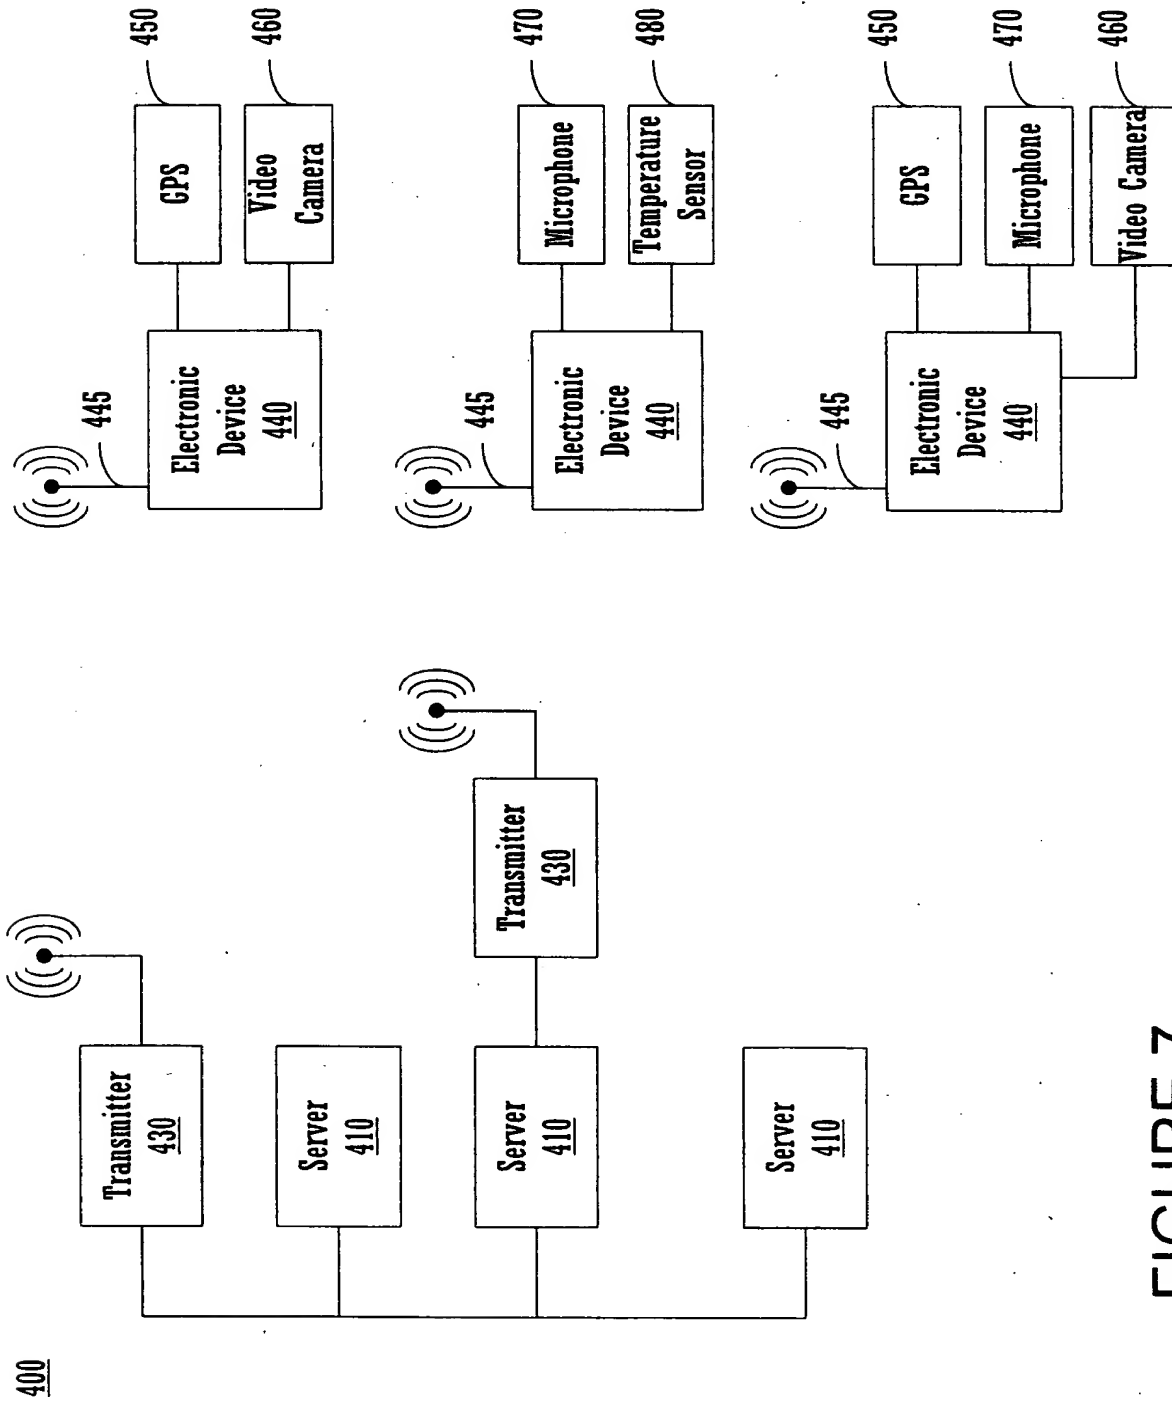 400
Transmitter
430
Server
410
Server
410
Server
410
Transmitter
430
445
Electronic
Device
440
GPS
450
Video
Camera
460
445
Electronic
Device
440
Microphone
470
Temperature
Sensor
480
445
Electronic
Device
440
GPS
450
Microphone
470
Video Camera
460
FIGURE 7